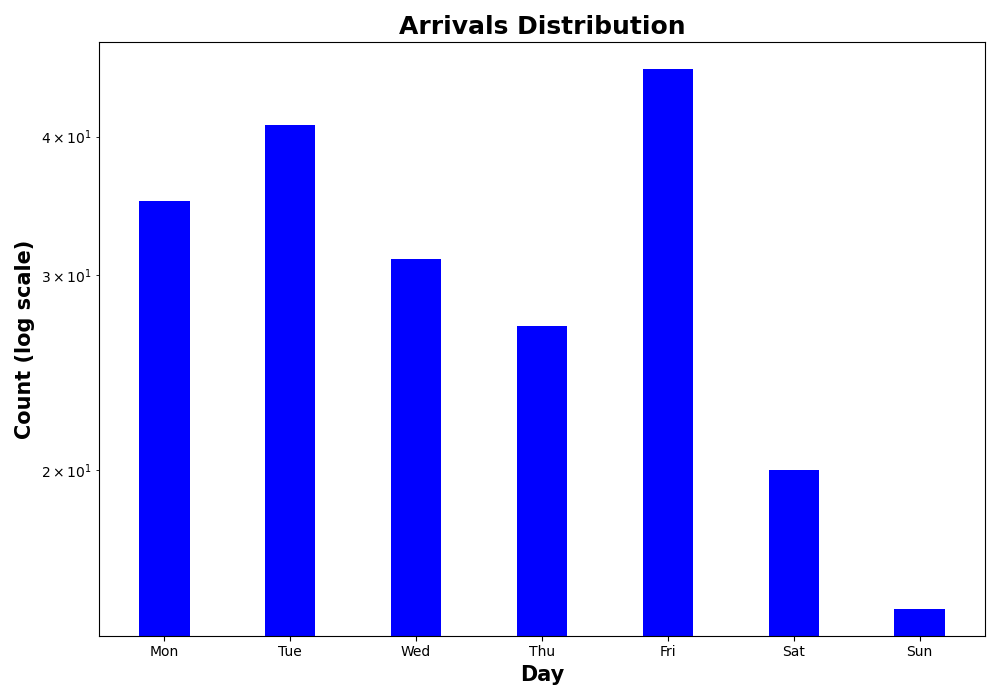 Arrivals Distribution
Count (log scale)
4 × 10¹
3 × 10¹
2 × 10¹
Mon Tue Wed Thu Fri Sat Sun
Day